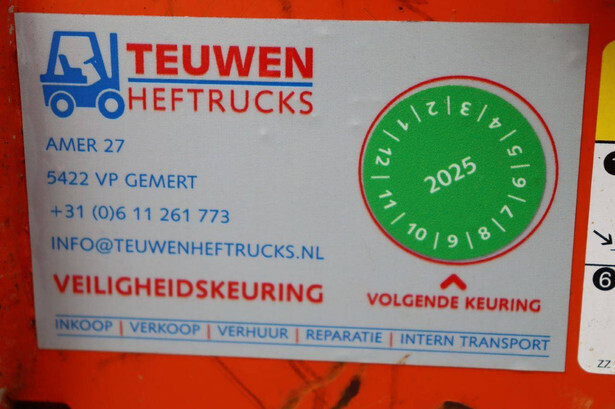 TEUWEN
HEFTRUCKS
AMER 27
5422 VP GEMERT
+31 (0)6 11 261 773
INFO@TEUWENHEFTRUCKS.NL
VEILIGHEIDSKEURING
1 | 2 | 3 | 4 | 5 | 6 | 7 | 8 | 9 | 10 | 11 | 12
2025
VOLGENDE KEURING
INKOOP | VERKOOP | VERHUUR | REPARATIE | INTERN TRANSPORT
6
ZZ